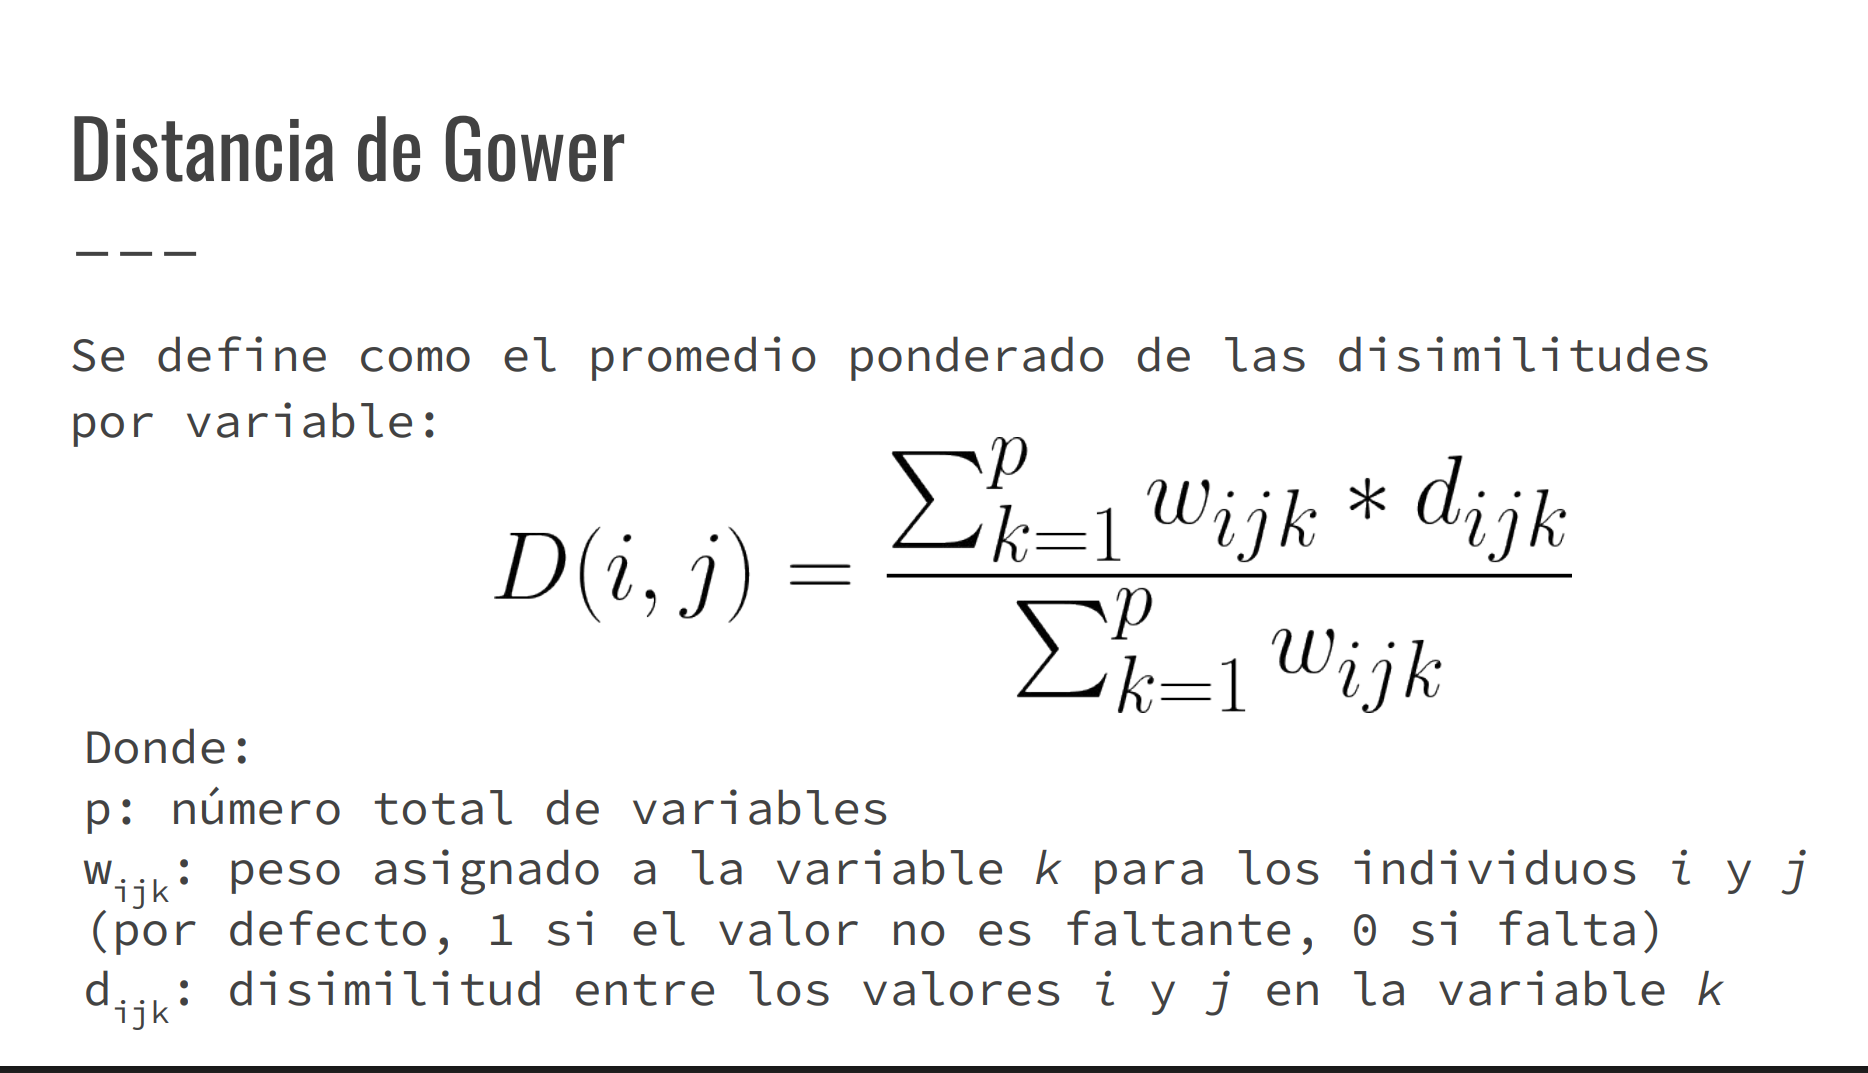 Distancia de Gower
---
Se define como el promedio ponderado de las disimilitudes
por variable:
D(i, j) = \frac{\sum_{k=1}^{p} w_{ijk} * d_{ijk}}{\sum_{k=1}^{p} w_{ijk}}
Donde:
p: número total de variables
w_{ijk}: peso asignado a la variable k para los individuos i y j
(por defecto, 1 si el valor no es faltante, 0 si falta)
d_{ijk}: disimilitud entre los valores i y j en la variable k